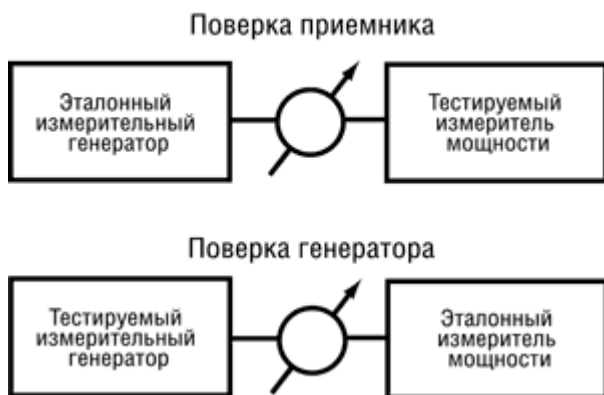 Поверка приемника
Эталонный
измерительный
генератор
Тестируемый
измеритель
мощности
Поверка генератора
Тестируемый
измерительный
генератор
Эталонный
измеритель
мощности